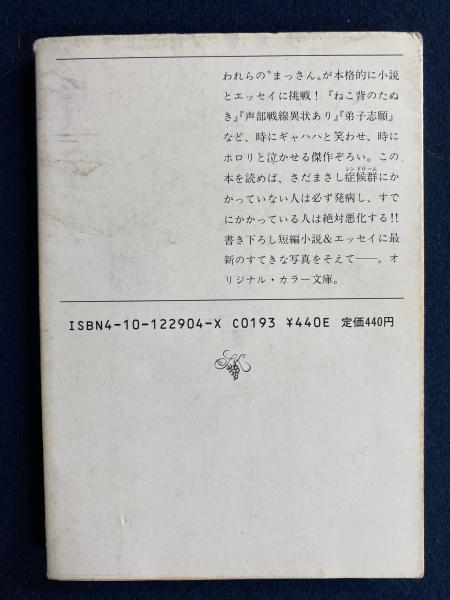 われらの〝まっさん〟が本格的に小説
とエッセイに挑戦！『ねこ背のたぬ
き』『声部戦線異状あり』『弟子志願』
など、時にギャハハと笑わせ、時に
ホロリと泣かせる傑作ぞろい。この
本を読めば、さだまさし症候群にか
シンドローム
かっていない人は必ず発病し、すで
にかかっている人は絶対悪化する!!
書き下ろし短編小説＆エッセイに最
新のすてきな写真をそえて――。オ
リジナル・カラー文庫。
ISBN4-10-122904-X C0193 ¥440E 定価440円